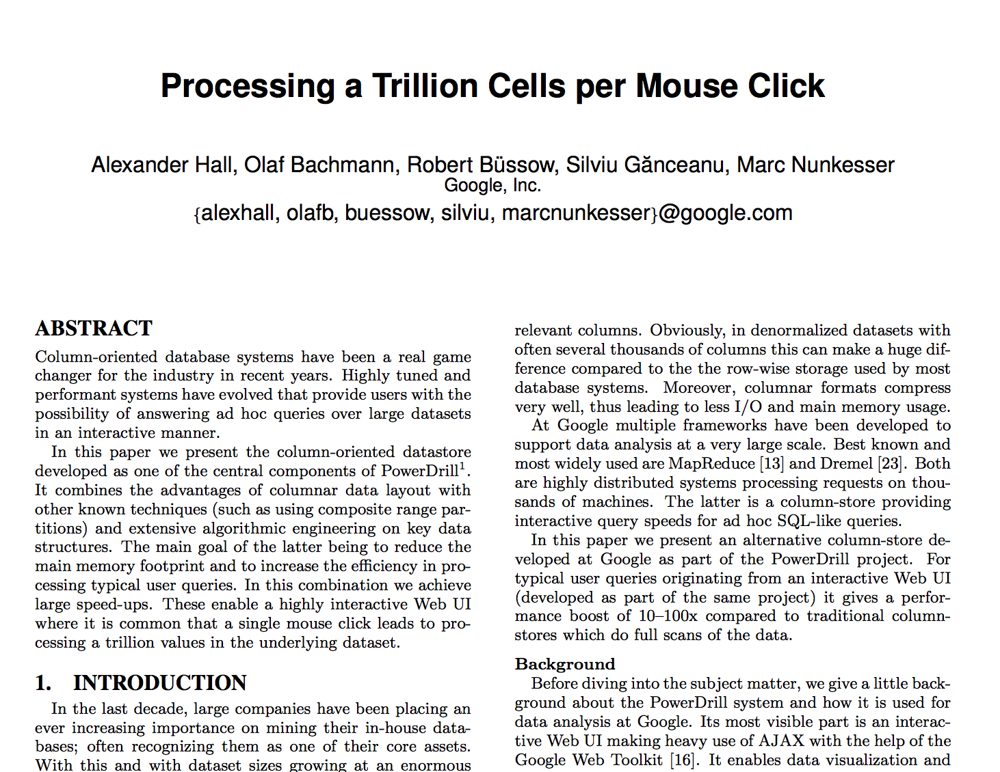 Processing a Trillion Cells per Mouse Click
Alexander Hall, Olaf Bachmann, Robert Büssow, Silviu Gănceanu, Marc Nunkesser
Google, Inc.
{alexhall, olafb, buessow, silviu, marcnunkesser}@google.com
ABSTRACT
Column-oriented database systems have been a real game
changer for the industry in recent years. Highly tuned and
performant systems have evolved that provide users with the
possibility of answering ad hoc queries over large datasets
in an interactive manner.
In this paper we present the column-oriented datastore
developed as one of the central components of PowerDrill¹.
It combines the advantages of columnar data layout with
other known techniques (such as using composite range par-
titions) and extensive algorithmic engineering on key data
structures. The main goal of the latter being to reduce the
main memory footprint and to increase the efficiency in pro-
cessing typical user queries. In this combination we achieve
large speed-ups. These enable a highly interactive Web UI
where it is common that a single mouse click leads to pro-
cessing a trillion values in the underlying dataset.
1. INTRODUCTION
In the last decade, large companies have been placing an
ever increasing importance on mining their in-house data-
bases; often recognizing them as one of their core assets.
With this and with dataset sizes growing at an enormous
relevant columns. Obviously, in denormalized datasets with
often several thousands of columns this can make a huge dif-
ference compared to the the row-wise storage used by most
database systems. Moreover, columnar formats compress
very well, thus leading to less I/O and main memory usage.
At Google multiple frameworks have been developed to
support data analysis at a very large scale. Best known and
most widely used are MapReduce [13] and Dremel [23]. Both
are highly distributed systems processing requests on thou-
sands of machines. The latter is a column-store providing
interactive query speeds for ad hoc SQL-like queries.
In this paper we present an alternative column-store de-
veloped at Google as part of the PowerDrill project. For
typical user queries originating from an interactive Web UI
(developed as part of the same project) it gives a perfor-
mance boost of 10–100x compared to traditional column-
stores which do full scans of the data.
Background
Before diving into the subject matter, we give a little back-
ground about the PowerDrill system and how it is used for
data analysis at Google. Its most visible part is an interac-
tive Web UI making heavy use of AJAX with the help of the
Google Web Toolkit [16]. It enables data visualization and